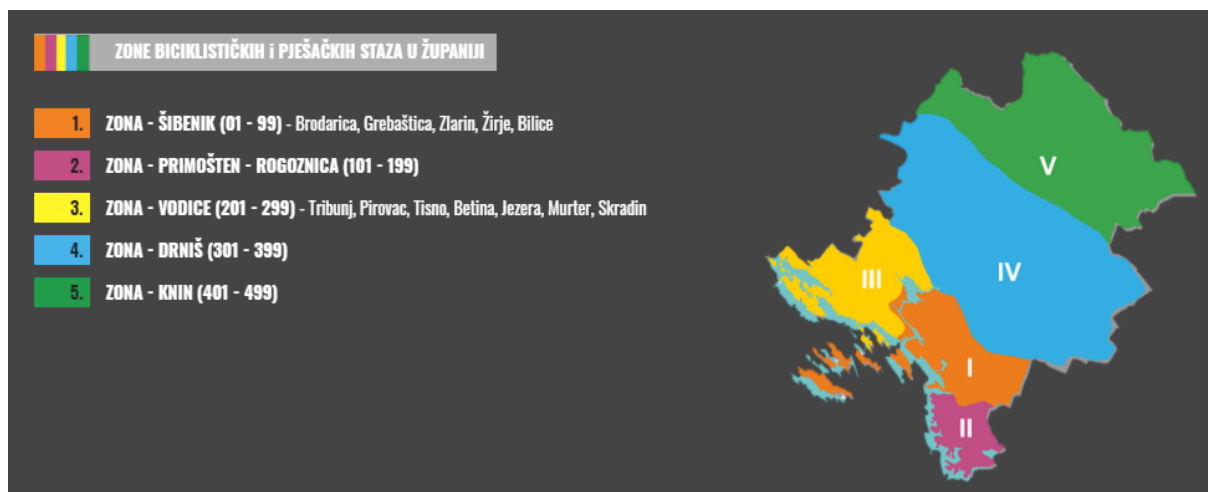 ZONE BICIKLISTIČKIH i PJEŠAČKIH STAZA U ŽUPANIJI
1. ZONA - ŠIBENIK (01 - 99) - Brodarica, Grebaštica, Zlarin, Žirje, Bilice
2. ZONA - PRIMOŠTEN - ROGOZNICA (101 - 199)
3. ZONA - VODICE (201 - 299) - Tribunj, Pirovac, Tisno, Betina, Jezera, Murter, Skradin
4. ZONA - DRNIŠ (301 - 399)
5. ZONA - KNIN (401 - 499)
V
IV
III
I
II